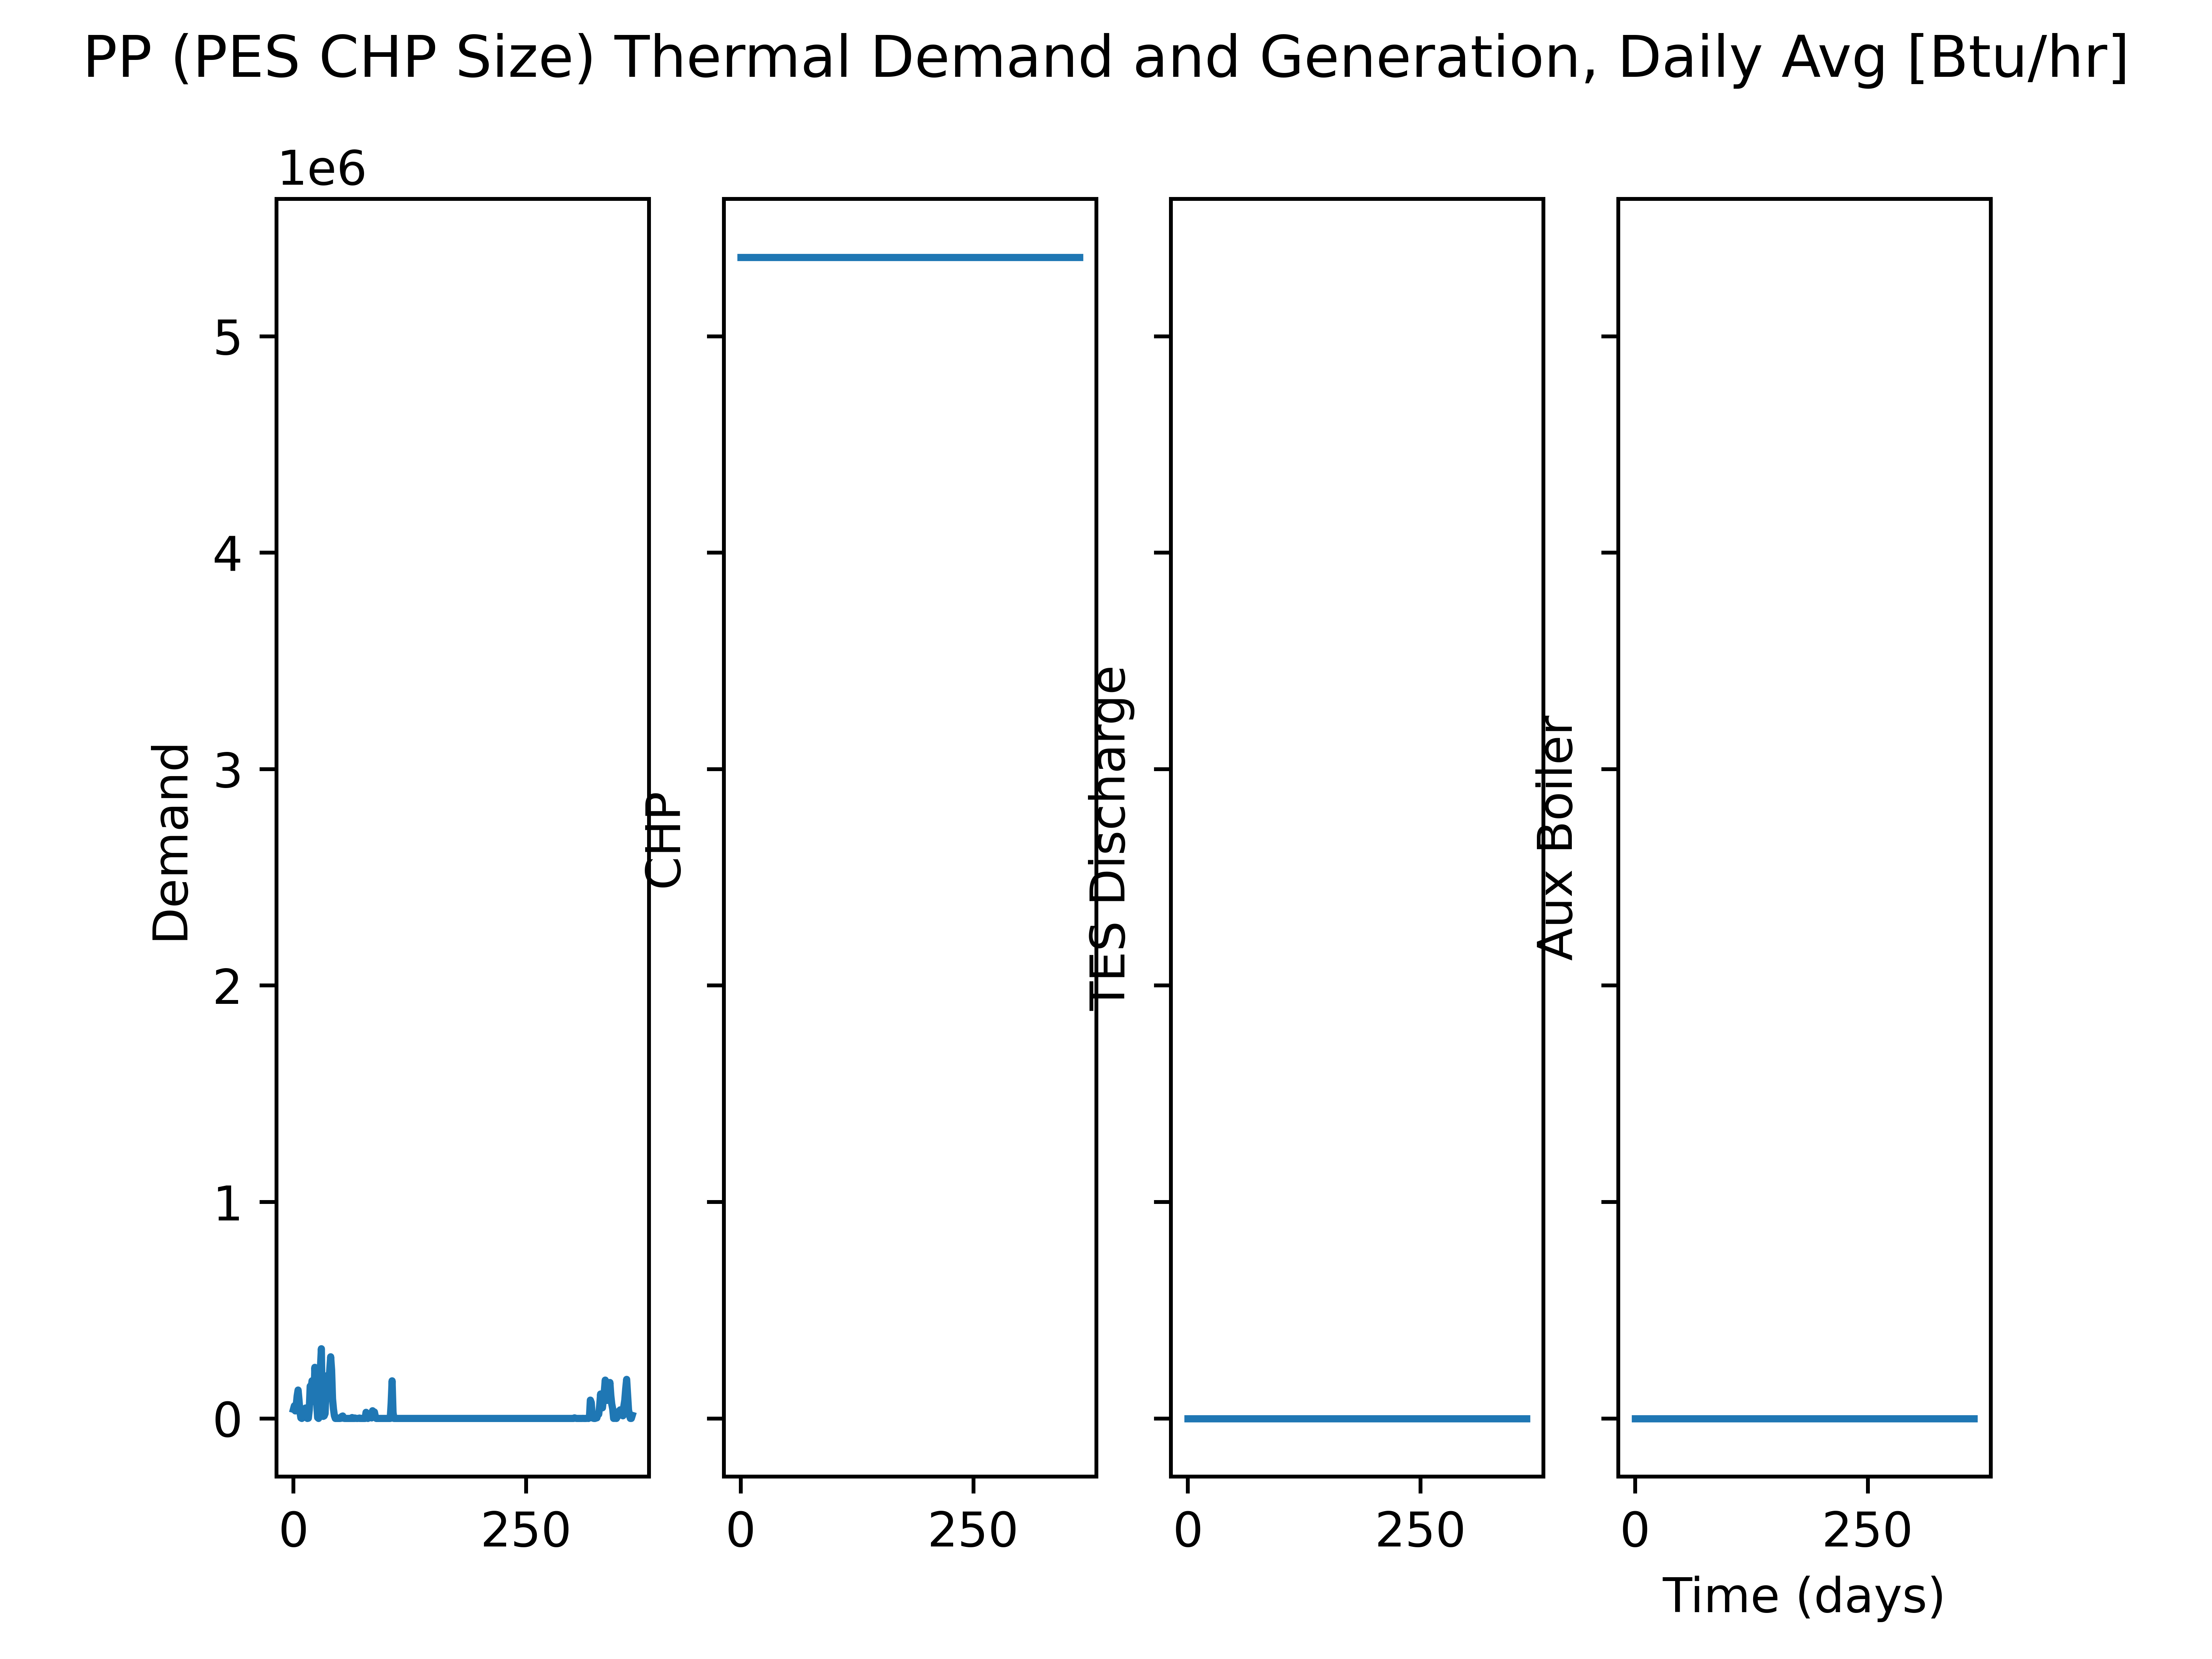 PP (PES CHP Size) Thermal Demand and Generation, Daily Avg [Btu/hr]
1e6
5
4
3
2
1
0
Demand
CHP
TES Discharge
Aux Boiler
0 250 0 250 0 250 0 250
Time (days)